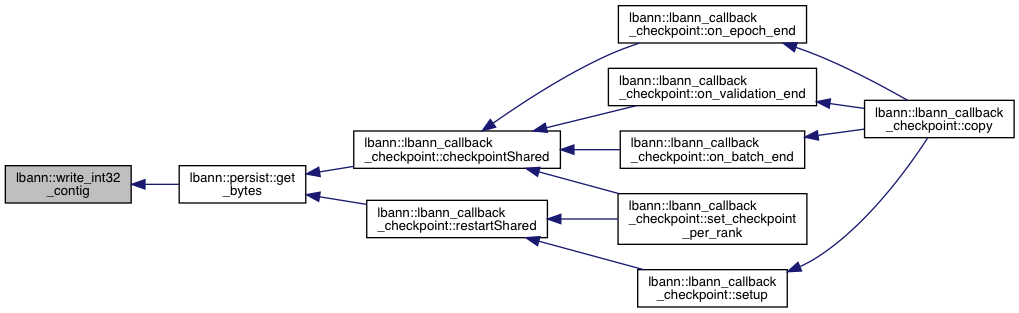 lbann::write_int32
_contig
lbann::persist::get
_bytes
lbann::lbann_callback
_checkpoint::checkpointShared
lbann::lbann_callback
_checkpoint::restartShared
lbann::lbann_callback
_checkpoint::on_epoch_end
lbann::lbann_callback
_checkpoint::on_validation_end
lbann::lbann_callback
_checkpoint::on_batch_end
lbann::lbann_callback
_checkpoint::set_checkpoint
_per_rank
lbann::lbann_callback
_checkpoint::setup
lbann::lbann_callback
_checkpoint::copy